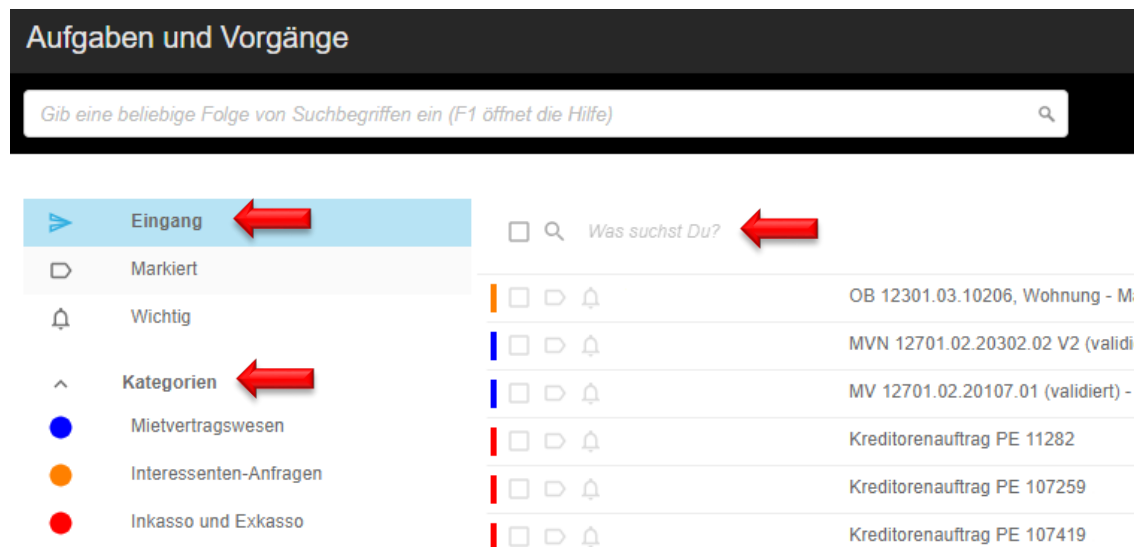 Aufgaben und Vorgänge
Gib eine beliebige Folge von Suchbegriffen ein (F1 öffnet die Hilfe)
Eingang
Markiert
Wichtig
Kategorien
Mietvertragswesen
Interessenten-Anfragen
Inkasso und Exkasso
Was suchst Du?
OB 12301.03.10206, Wohnung - Ma
MVN 12701.02.20302.02 V2 (validi
MV 12701.02.20107.01 (validiert) -
Kreditorenauftrag PE 11282
Kreditorenauftrag PE 107259
Kreditorenauftrag PE 107419